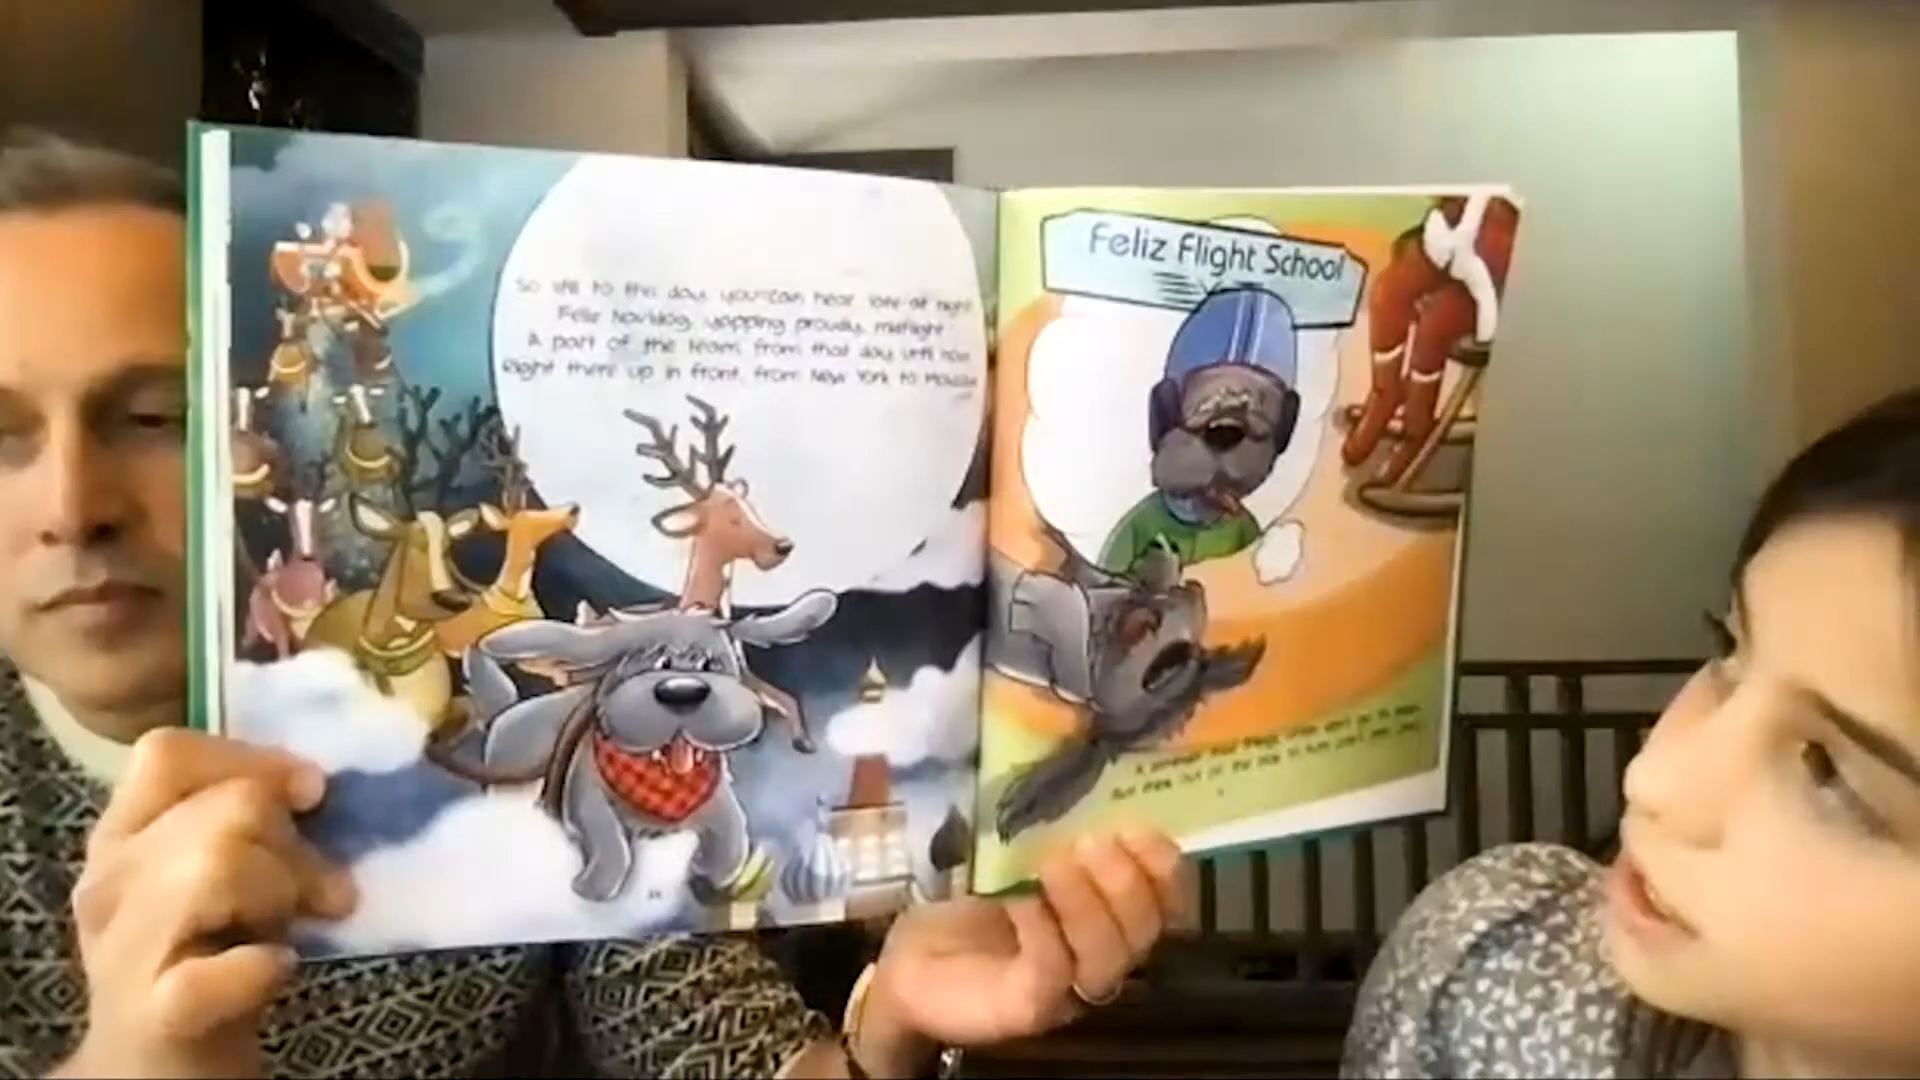 So still to this day, you can hear late at night
Feliz Navidog, yapping proudly, midflight
A part of the team from that day until now
Right there up in front, from New York to Moscow
Feliz Flight School